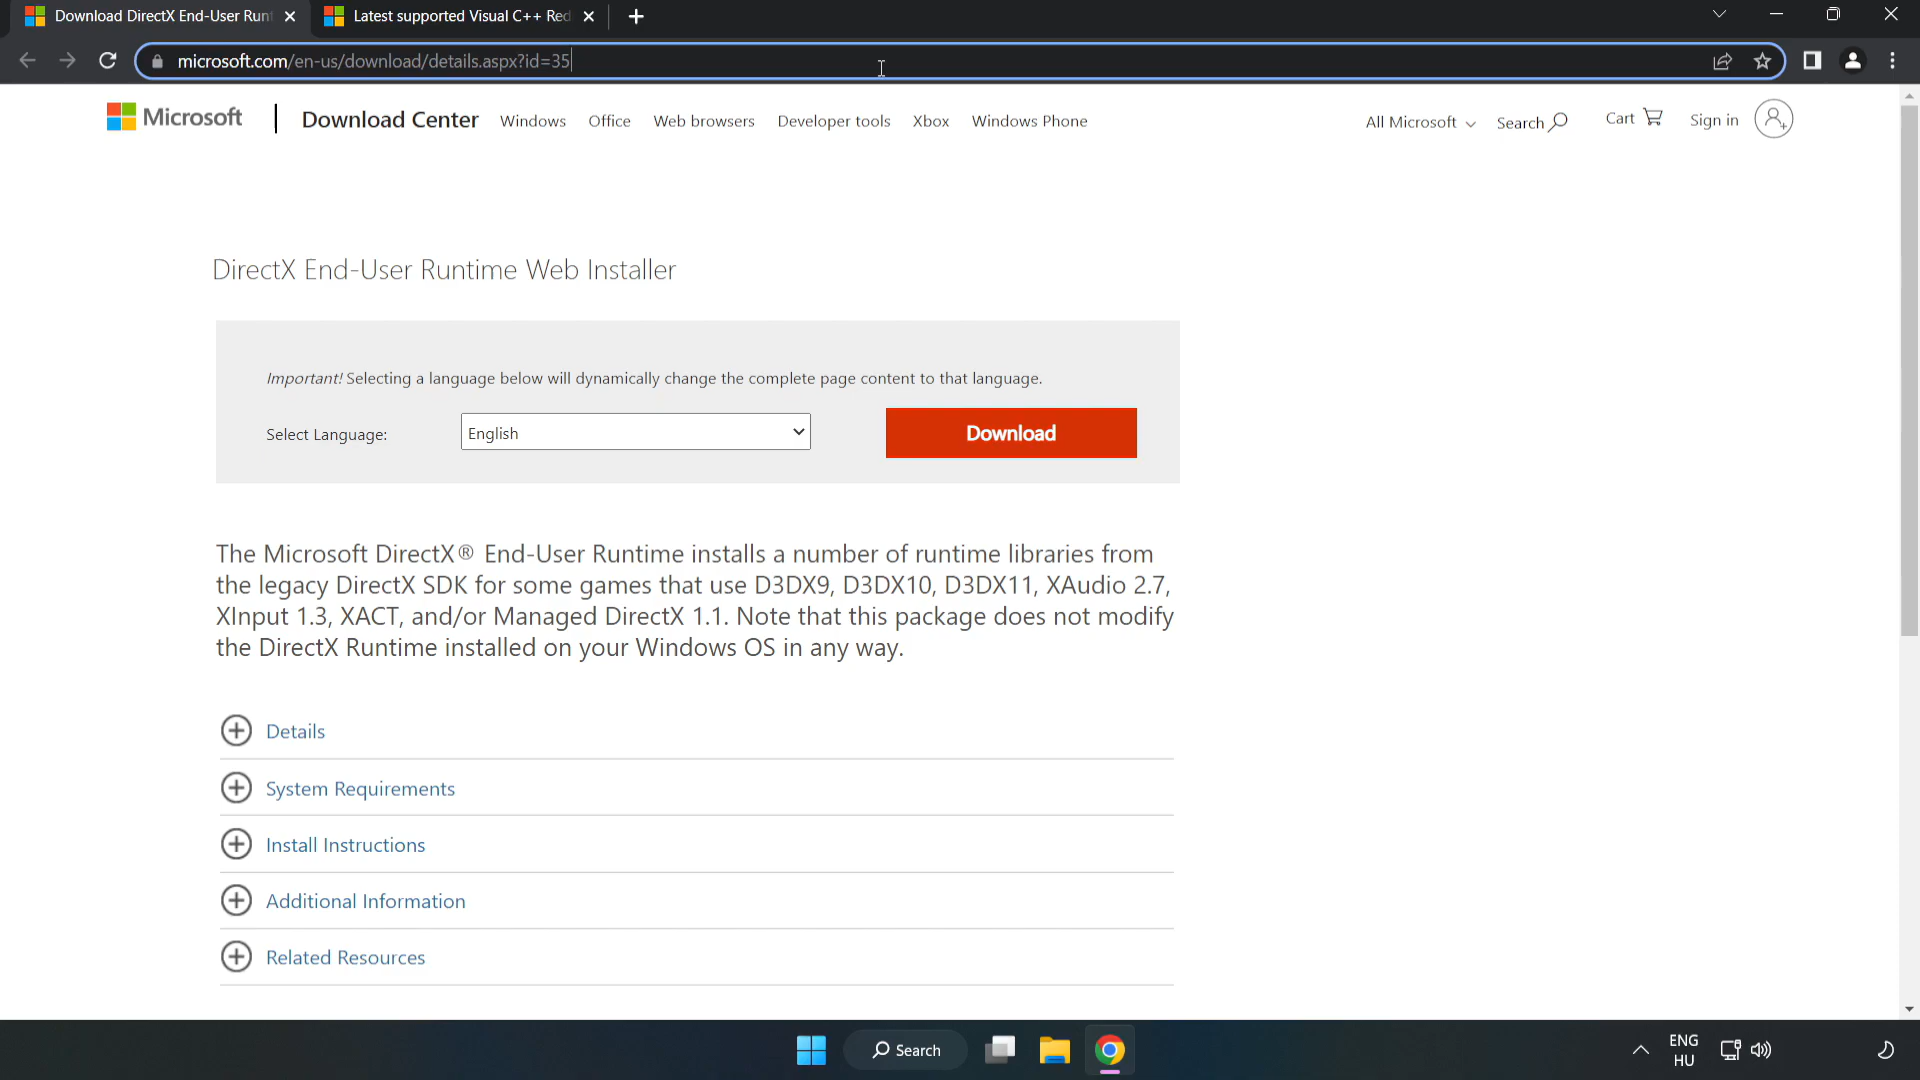 Download DirectX End-User Runt
Latest supported Visual C++ Red
microsoft.com/en-us/download/details.aspx?id=35
Microsoft
Download Center
Windows
Office
Web browsers
Developer tools
Xbox
Windows Phone
All Microsoft
Search
Cart
Sign in
DirectX End-User Runtime Web Installer
Important! Selecting a language below will dynamically change the complete page content to that language.
Select Language:
English
Download
The Microsoft DirectX® End-User Runtime installs a number of runtime libraries from
the legacy DirectX SDK for some games that use D3DX9, D3DX10, D3DX11, XAudio 2.7,
XInput 1.3, XACT, and/or Managed DirectX 1.1. Note that this package does not modify
the DirectX Runtime installed on your Windows OS in any way.
Details
System Requirements
Install Instructions
Additional Information
Related Resources
Search
ENG
HU